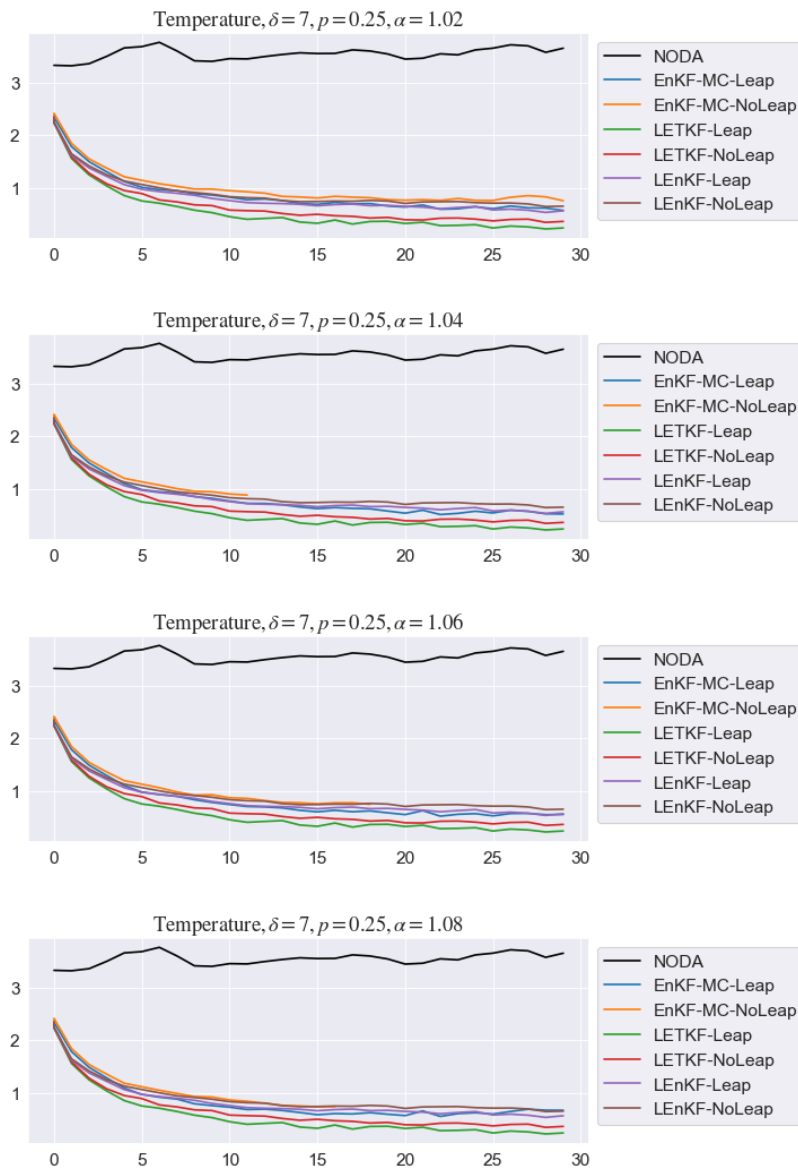 Temperature, δ = 7, p = 0.25, α = 1.02
3
2
1
0 5 10 15 20 25 30
NODA
EnKF-MC-Leap
EnKF-MC-NoLeap
LETKF-Leap
LETKF-NoLeap
LEnKF-Leap
LEnKF-NoLeap
Temperature, δ = 7, p = 0.25, α = 1.04
3
2
1
0 5 10 15 20 25 30
NODA
EnKF-MC-Leap
EnKF-MC-NoLeap
LETKF-Leap
LETKF-NoLeap
LEnKF-Leap
LEnKF-NoLeap
Temperature, δ = 7, p = 0.25, α = 1.06
3
2
1
0 5 10 15 20 25 30
NODA
EnKF-MC-Leap
EnKF-MC-NoLeap
LETKF-Leap
LETKF-NoLeap
LEnKF-Leap
LEnKF-NoLeap
Temperature, δ = 7, p = 0.25, α = 1.08
3
2
1
0 5 10 15 20 25 30
NODA
EnKF-MC-Leap
EnKF-MC-NoLeap
LETKF-Leap
LETKF-NoLeap
LEnKF-Leap
LEnKF-NoLeap